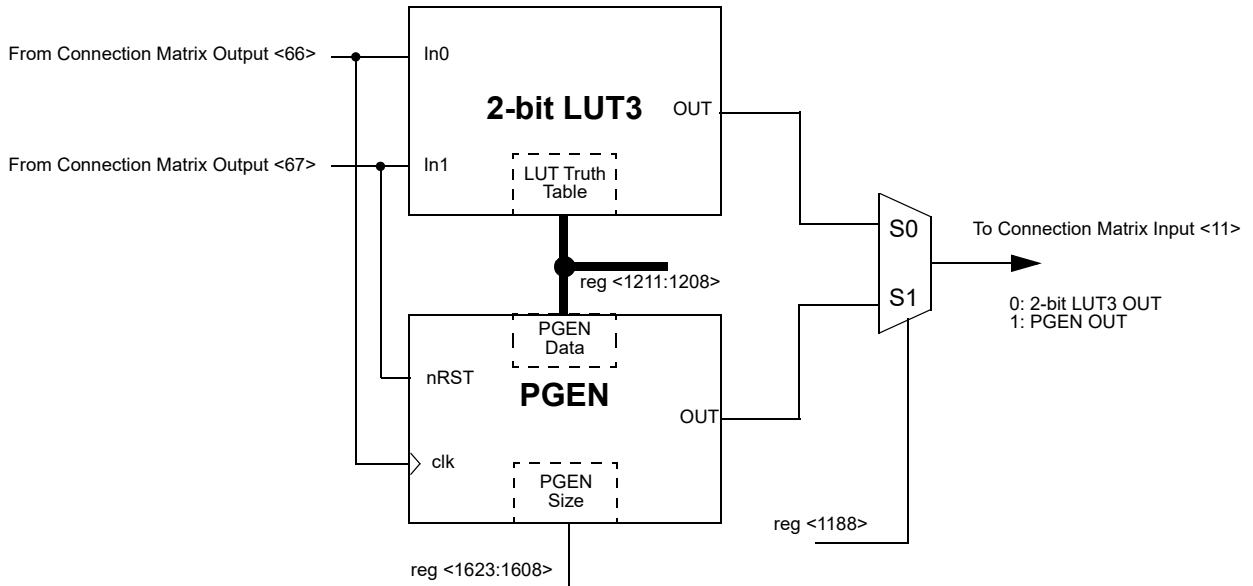 From Connection Matrix Output <66>
In0
2-bit LUT3
OUT
From Connection Matrix Output <67>
In1
LUT Truth
Table
S0
To Connection Matrix Input <11>
reg <1211:1208>
S1
0: 2-bit LUT3 OUT
1: PGEN OUT
PGEN
Data
nRST
PGEN
OUT
clk
PGEN
Size
reg <1188>
reg <1623:1608>